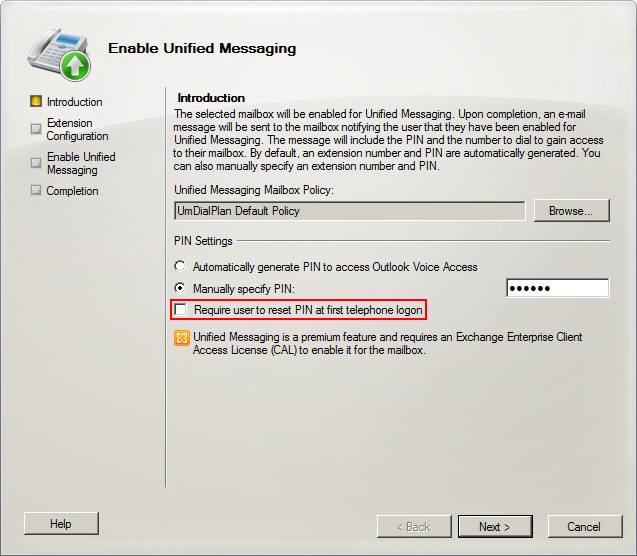 Enable Unified Messaging
Introduction
Extension
Configuration
Enable Unified
Messaging
Completion
Introduction
The selected mailbox will be enabled for Unified Messaging. Upon completion, an e-mail
message will be sent to the mailbox notifying the user that they have been enabled for
Unified Messaging. The message will include the PIN and the number to dial to gain access
to their mailbox. By default, an extension number and PIN are automatically generated. You
can also manually specify an extension number and PIN.
Unified Messaging Mailbox Policy:
UmDialPlan Default Policy
Browse...
PIN Settings
Automatically generate PIN to access Outlook Voice Access
Manually specify PIN:
••••••
Require user to reset PIN at first telephone logon
Unified Messaging is a premium feature and requires an Exchange Enterprise Client
Access License (CAL) to enable it for the mailbox.
Help
< Back
Next >
Cancel